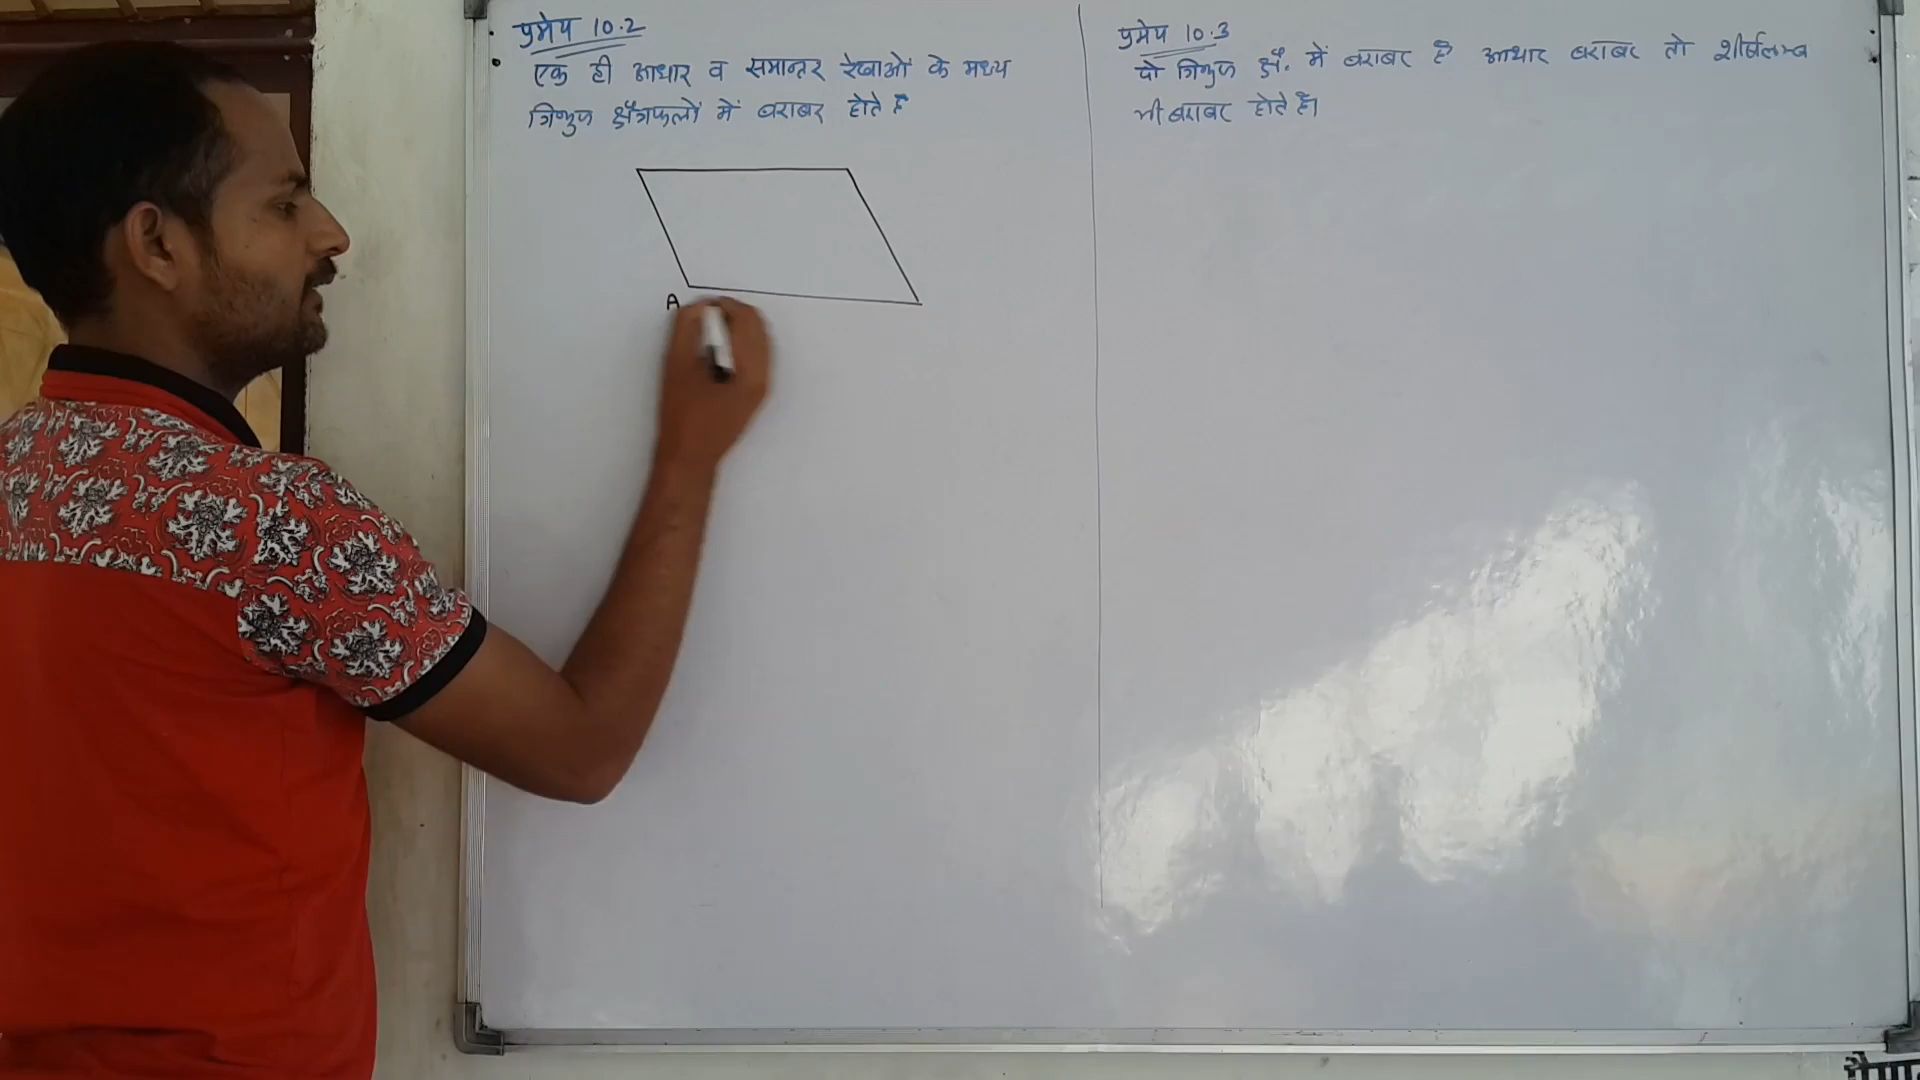 प्रमेय 10.2
एक ही आधार व समान्तर रेखाओं के मध्य
त्रिभुज क्षैत्रफलों में बराबर होते है
A
प्रमेय 10.3
दो त्रिभुज क्षै. में बराबर है आधार बराबर तो शीर्षलम्ब
भी बराबर होते है।